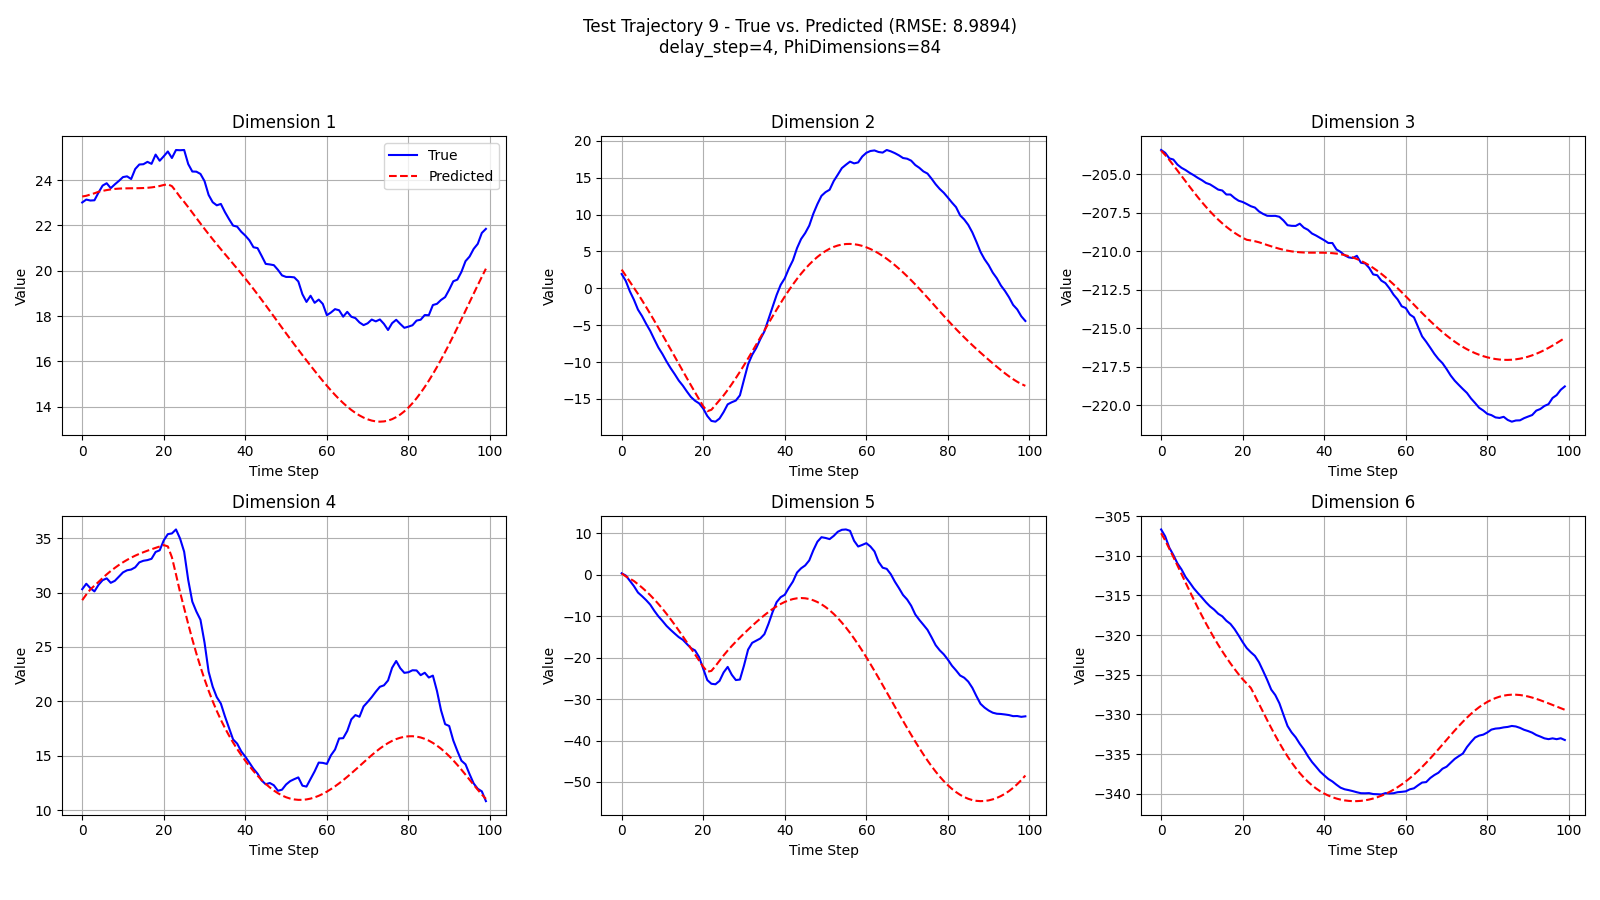 Test Trajectory 9 - True vs. Predicted (RMSE: 8.9894)
delay_step=4, PhiDimensions=84
Dimension 1
True
Predicted
24
22
20
18
16
14
0 20 40 60 80 100
Value
Time Step
Dimension 2
20
15
10
5
0
−5
−10
−15
0 20 40 60 80 100
Value
Time Step
Dimension 3
−205.0
−207.5
−210.0
−212.5
−215.0
−217.5
−220.0
0 20 40 60 80 100
Value
Time Step
Dimension 4
35
30
25
20
15
10
0 20 40 60 80 100
Value
Time Step
Dimension 5
10
0
−10
−20
−30
−40
−50
0 20 40 60 80 100
Value
Time Step
Dimension 6
−305
−310
−315
−320
−325
−330
−335
−340
0 20 40 60 80 100
Value
Time Step